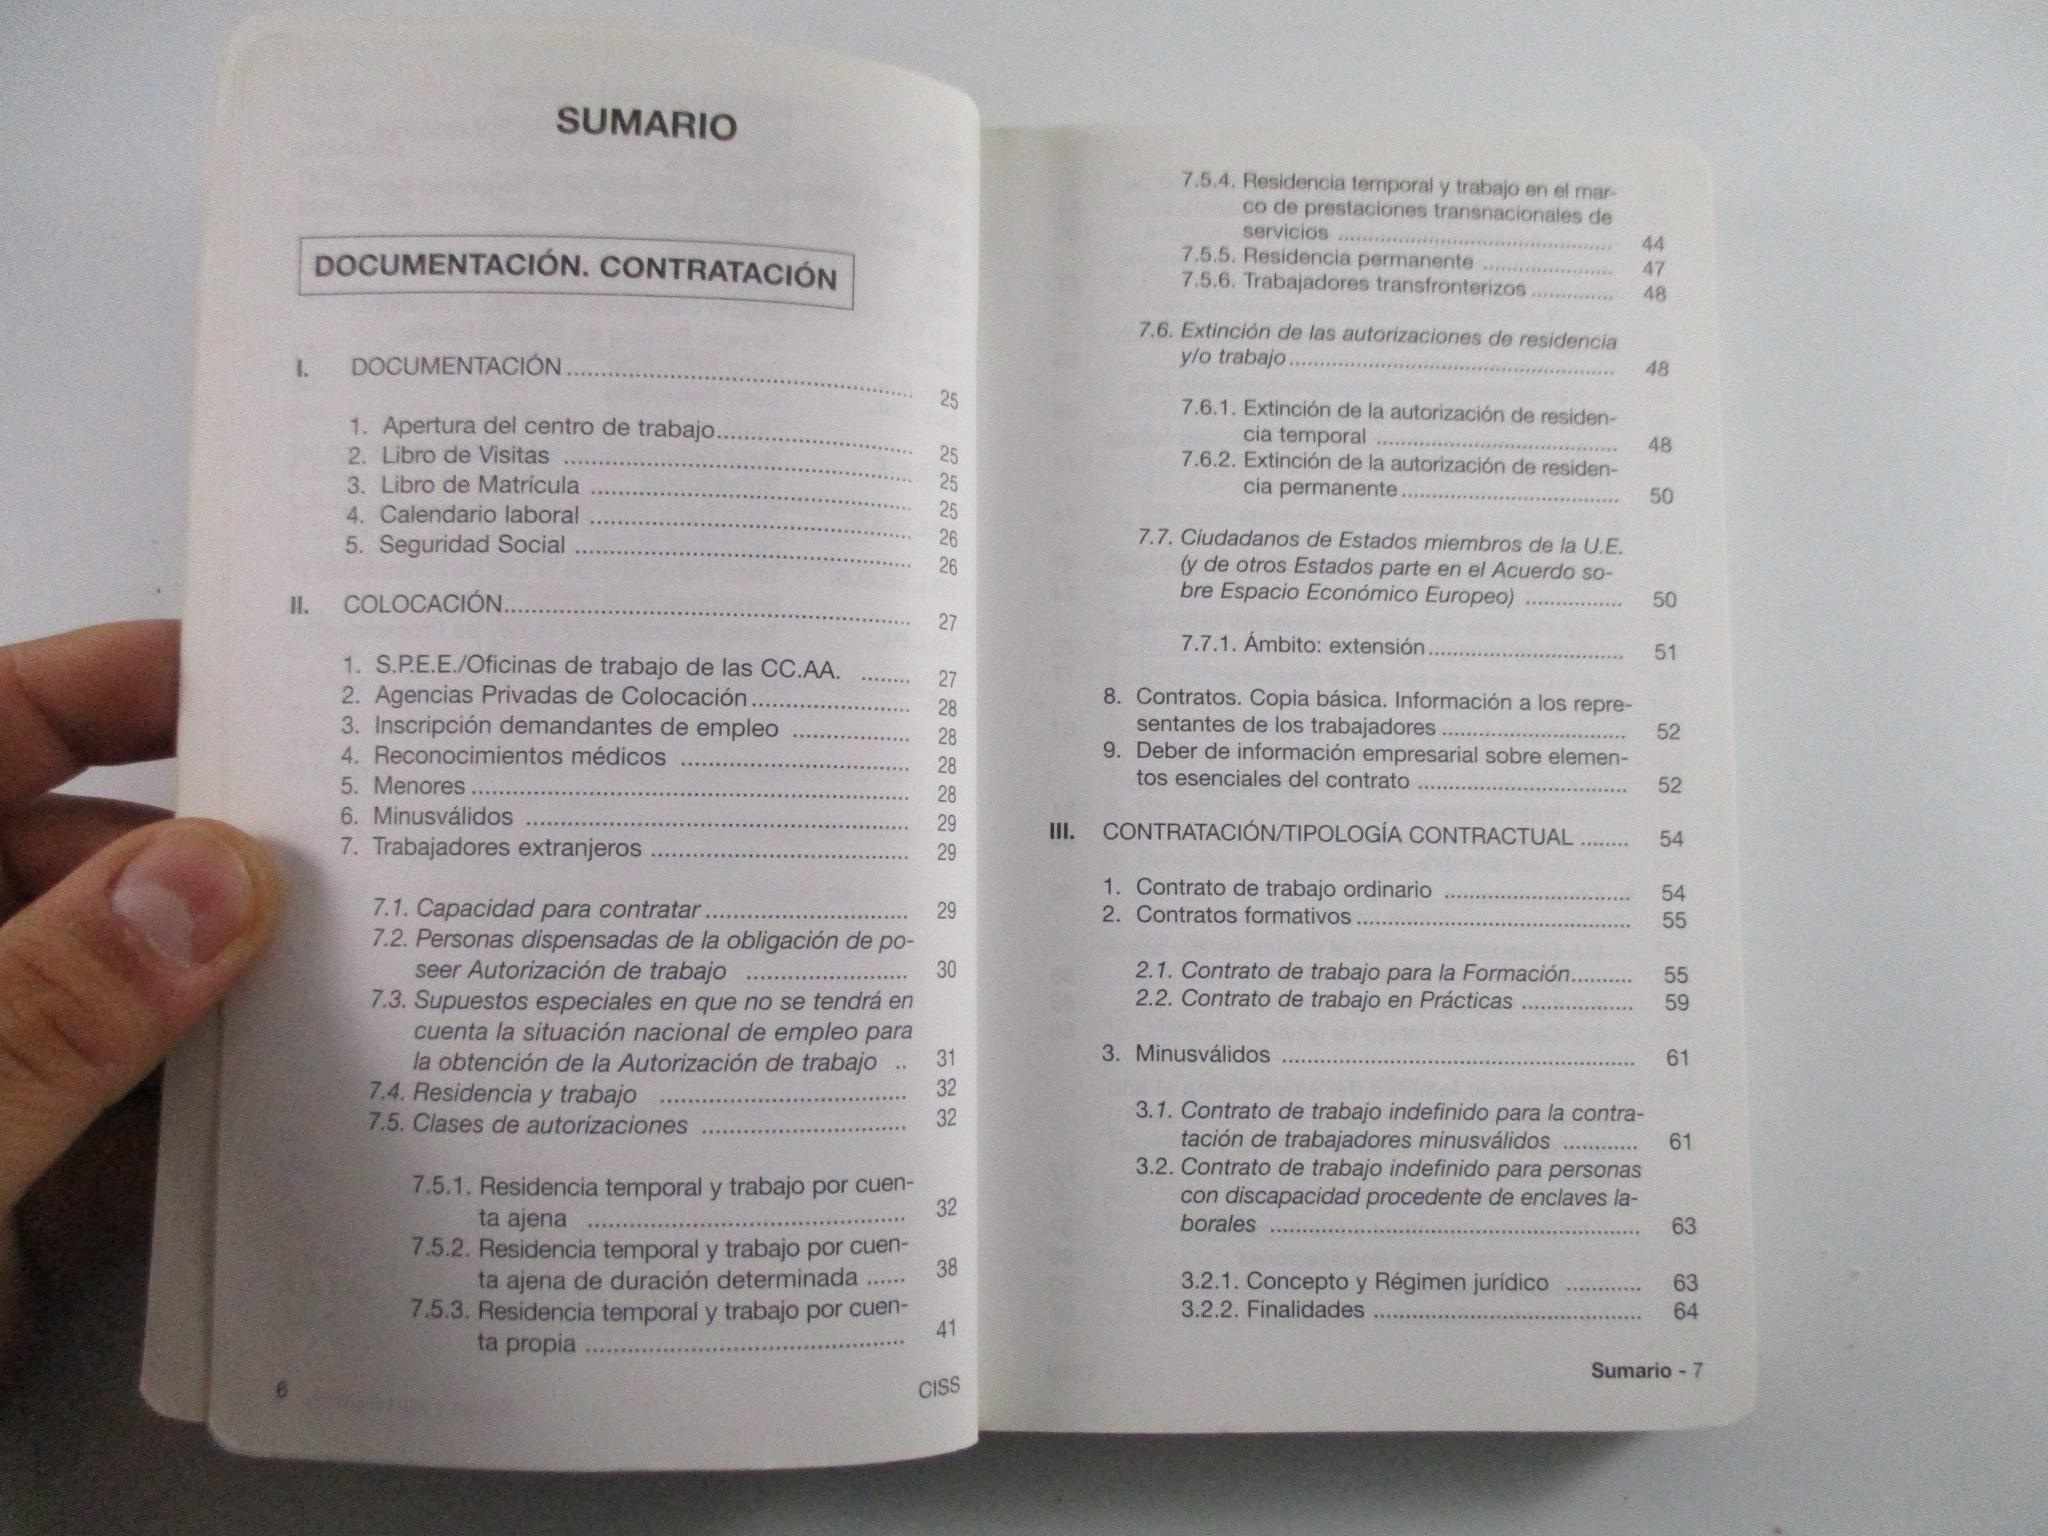 SUMARIO
DOCUMENTACIÓN. CONTRATACIÓN
I. DOCUMENTACIÓN ........ 25
1. Apertura del centro de trabajo ........ 25
2. Libro de Visitas ........ 25
3. Libro de Matrícula ........ 25
4. Calendario laboral ........ 26
5. Seguridad Social ........ 26
II. COLOCACIÓN ........ 27
1. S.P.E.E./Oficinas de trabajo de las CC.AA. ........ 27
2. Agencias Privadas de Colocación ........ 28
3. Inscripción demandantes de empleo ........ 28
4. Reconocimientos médicos ........ 28
5. Menores ........ 28
6. Minusválidos ........ 29
7. Trabajadores extranjeros ........ 29
7.1. Capacidad para contratar ........ 29
7.2. Personas dispensadas de la obligación de po-
seer Autorización de trabajo ........ 30
7.3. Supuestos especiales en que no se tendrá en
cuenta la situación nacional de empleo para
la obtención de la Autorización de trabajo .. 31
7.4. Residencia y trabajo ........ 32
7.5. Clases de autorizaciones ........ 32
7.5.1. Residencia temporal y trabajo por cuen-
ta ajena ........ 32
7.5.2. Residencia temporal y trabajo por cuen-
ta ajena de duración determinada ...... 38
7.5.3. Residencia temporal y trabajo por cuen-
ta propia ........ 41
6 CISS
7.5.4. Residencia temporal y trabajo en el mar-
co de prestaciones transnacionales de
servicios ........ 44
7.5.5. Residencia permanente ........ 47
7.5.6. Trabajadores transfronterizos ........ 48
7.6. Extinción de las autorizaciones de residencia
y/o trabajo ........ 48
7.6.1. Extinción de la autorización de residen-
cia temporal ........ 48
7.6.2. Extinción de la autorización de residen-
cia permanente ........ 50
7.7. Ciudadanos de Estados miembros de la U.E.
(y de otros Estados parte en el Acuerdo so-
bre Espacio Económico Europeo) ........ 50
7.7.1. Ámbito: extensión ........ 51
8. Contratos. Copia básica. Información a los repre-
sentantes de los trabajadores ........ 52
9. Deber de información empresarial sobre elemen-
tos esenciales del contrato ........ 52
III. CONTRATACIÓN/TIPOLOGÍA CONTRACTUAL ........ 54
1. Contrato de trabajo ordinario ........ 54
2. Contratos formativos ........ 55
2.1. Contrato de trabajo para la Formación ........ 55
2.2. Contrato de trabajo en Prácticas ........ 59
3. Minusválidos ........ 61
3.1. Contrato de trabajo indefinido para la contra-
tación de trabajadores minusválidos ........ 61
3.2. Contrato de trabajo indefinido para personas
con discapacidad procedente de enclaves la-
borales ........ 63
3.2.1. Concepto y Régimen jurídico ........ 63
3.2.2. Finalidades ........ 64
Sumario - 7